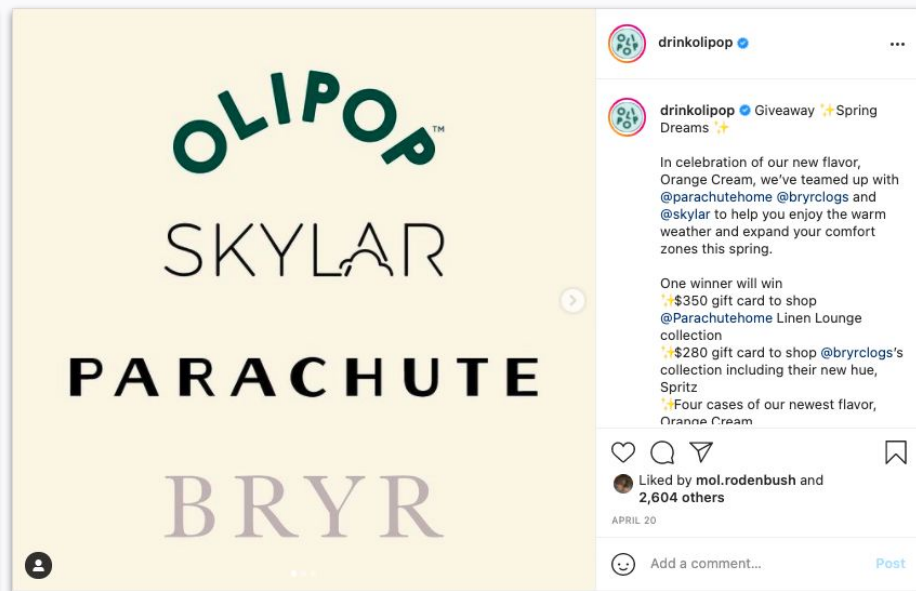 OLIPOP™
SKYLAR
PARACHUTE
BRYR
drinkolipop
drinkolipop Giveaway ✨Spring
Dreams ✨
In celebration of our new flavor,
Orange Cream, we've teamed up with
@parachutehome @bryrclogs and
@skylar to help you enjoy the warm
weather and expand your comfort
zones this spring.
One winner will win
✨$350 gift card to shop
@Parachutehome Linen Lounge
collection
✨$280 gift card to shop @bryrclogs's
collection including their new hue,
Spritz
✨Four cases of our newest flavor,
Orange Cream
Liked by mol.rodenbush and
2,604 others
APRIL 20
Add a comment...
Post